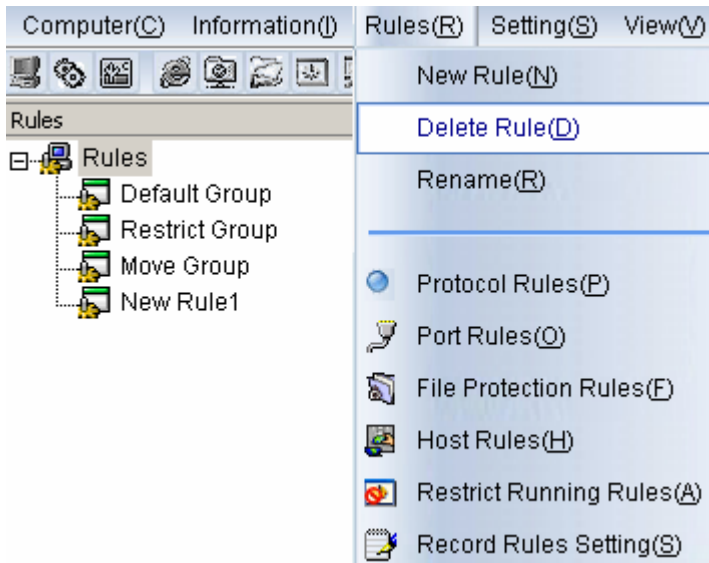 Computer(C) Information(I) Rules(R) Setting(S) View(V)
Rules
Rules
Default Group
Restrict Group
Move Group
New Rule1
New Rule(N)
Delete Rule(D)
Rename(R)
Protocol Rules(P)
Port Rules(O)
File Protection Rules(F)
Host Rules(H)
Restrict Running Rules(A)
Record Rules Setting(S)